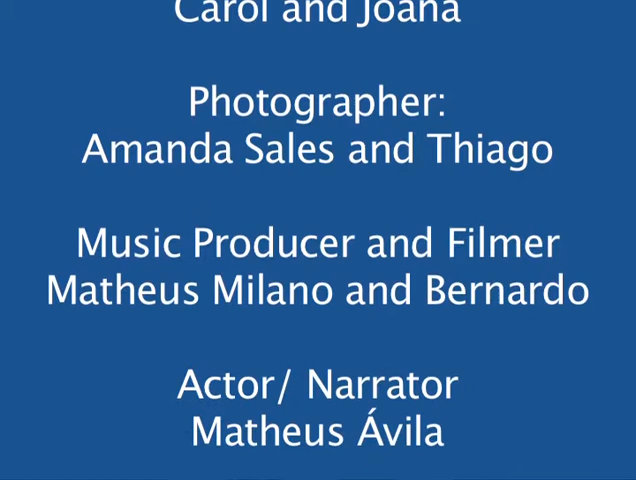 Carol and Joana
Photographer:
Amanda Sales and Thiago
Music Producer and Filmer
Matheus Milano and Bernardo
Actor/ Narrator
Matheus Ávila